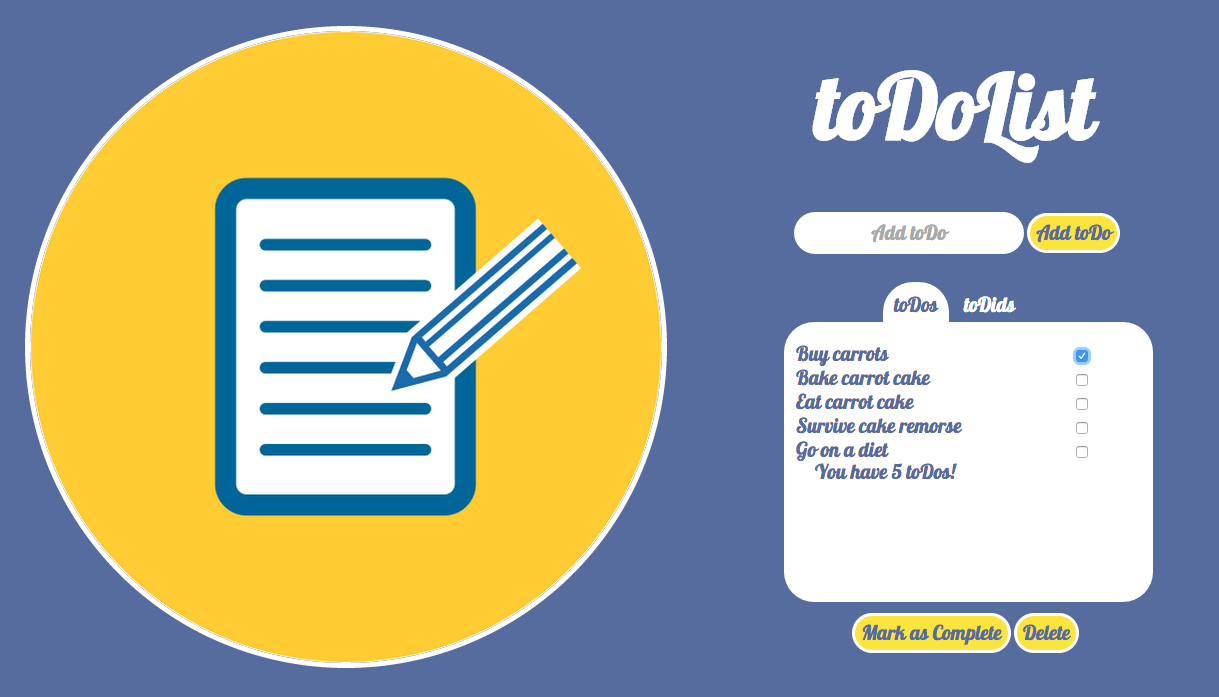 toDoList
Add toDo Add toDo
toDos toDids
Buy carrots
Bake carrot cake
Eat carrot cake
Survive cake remorse
Go on a diet
You have 5 toDos!
Mark as Complete Delete